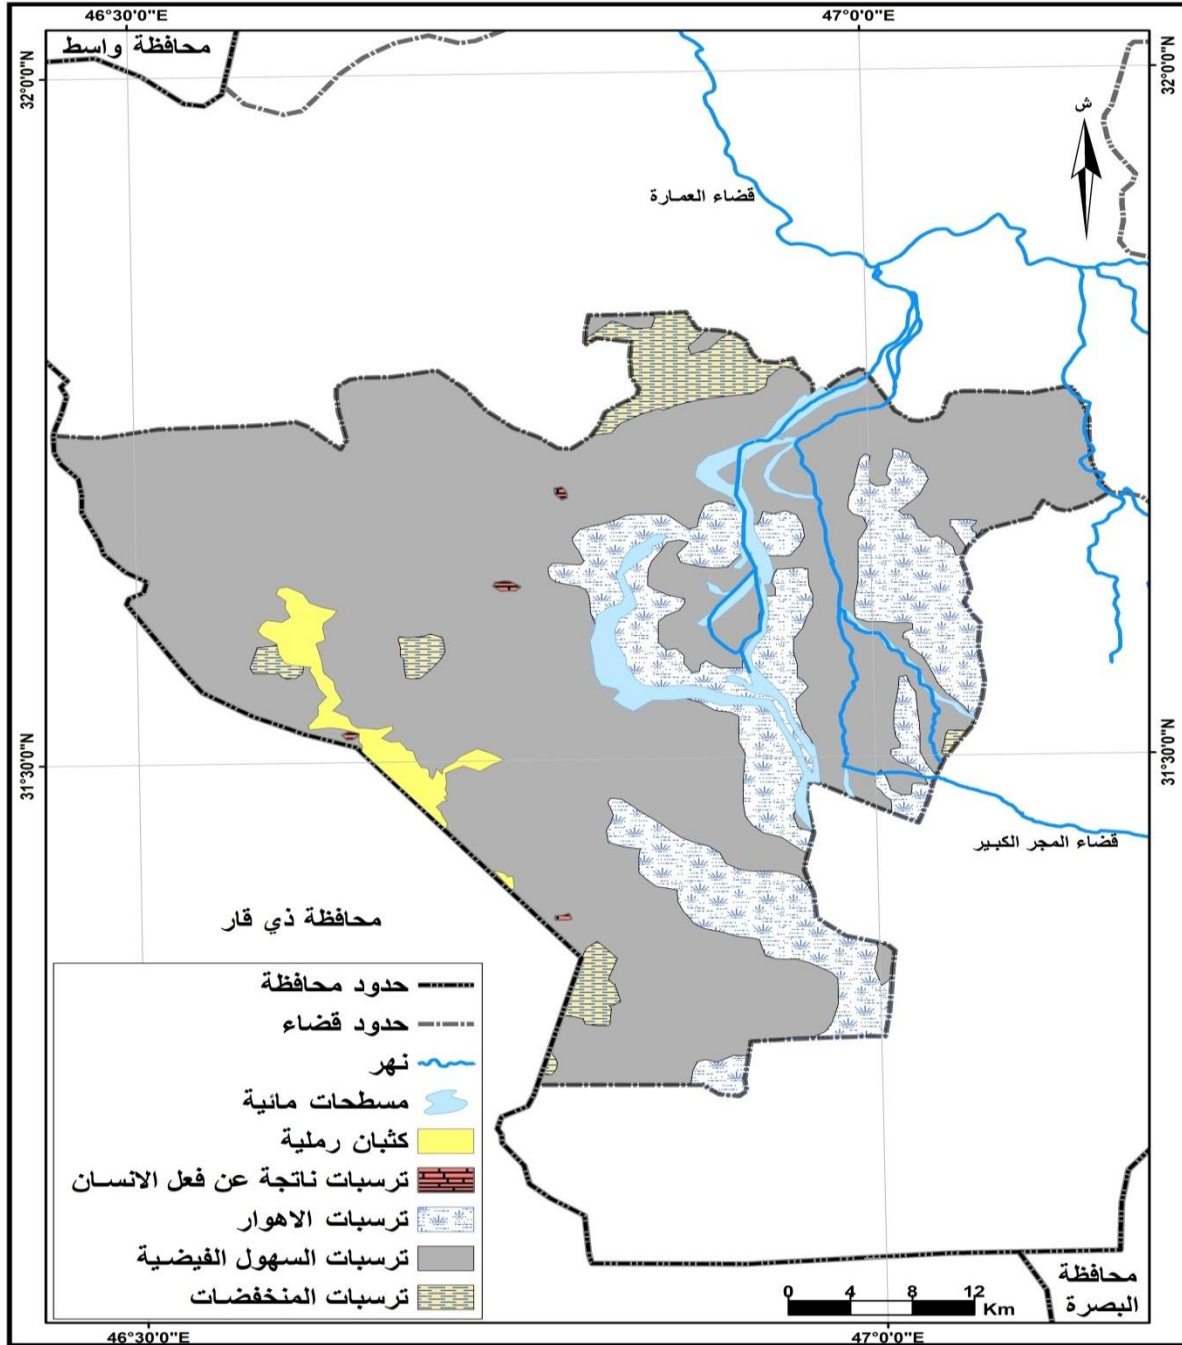 46°30'0"E
47°0'0"E
محافظة واسط
32°0'0"N
32°0'0"N
ش
قضاء العمارة
31°30'0"N
31°30'0"N
قضاء المجر الكبير
محافظة ذي قار
حدود محافظة
حدود قضاء
نهر
مسطحات مائية
كثبان رملية
ترسبات ناتجة عن فعل الانسان
ترسبات الاهوار
ترسبات السهول الفيضية
ترسبات المنخفضات
محافظة
البصرة
0 4 8 12
Km
46°30'0"E
47°0'0"E